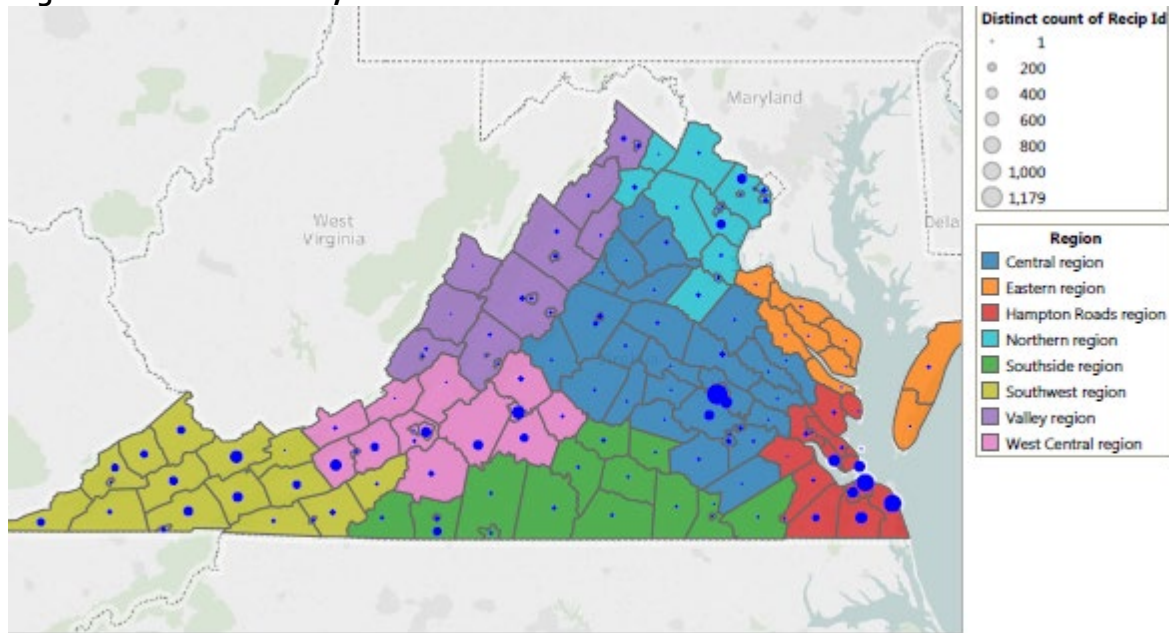 Maryland
West
Virginia
Dela
Distinct count of Recip Id
1
200
400
600
800
1,000
1,179
Region
Central region
Eastern region
Hampton Roads region
Northern region
Southside region
Southwest region
Valley region
West Central region